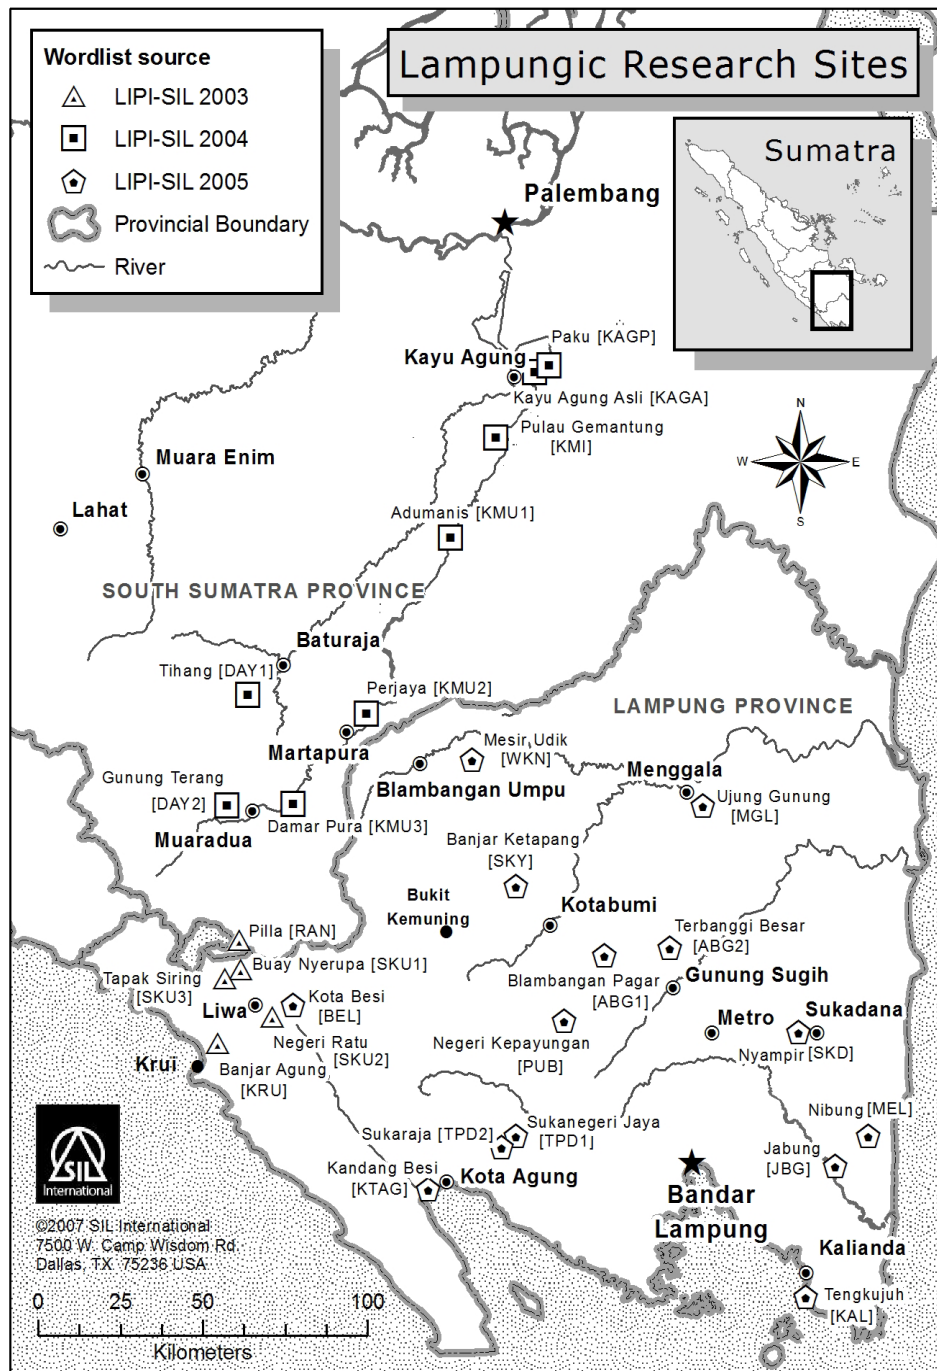 Wordlist source
LIPI-SIL 2003
LIPI-SIL 2004
LIPI-SIL 2005
Provincial Boundary
River
Lampungic Research Sites
Sumatra
Palembang
Paku [KAGP]
Kayu Agung
Kayu Agung Asli [KAGA]
Pulau Gemantung
[KMI]
N
W
E
S
Muara Enim
Lahat
Adumanis [KMU1]
SOUTH SUMATRA PROVINCE
Baturaja
Tihang [DAY1]
Perjaya [KMU2]
LAMPUNG PROVINCE
Martapura
Mesir Udik
[WKN]
Menggala
Gunung Terang
[DAY2]
Blambangan Umpu
Ujung Gunung
[MGL]
Muaradua
Damar Pura [KMU3]
Banjar Ketapang
[SKY]
Bukit
Kemuning
Kotabumi
Terbanggi Besar
[ABG2]
Pilla [RAN]
Buay Nyerupa [SKU1]
Tapak Siring
[SKU3]
Blambangan Pagar
[ABG1]
Gunung Sugih
Liwa
Kota Besi
[BEL]
Metro
Sukadana
Negeri Ratu
[SKU2]
Negeri Kepayungan
[PUB]
Nyampir [SKD]
Krui
Banjar Agung
[KRU]
Nibung [MEL]
Sukanegeri Jaya
[TPD1]
Sukaraja [TPD2]
Jabung
[JBG]
Kandang Besi
[KTAG]
Kota Agung
Bandar
Lampung
SIL
International
©2007 SIL International
7500 W. Camp Wisdom Rd.
Dallas, TX 75236 USA
Kalianda
Tengkujuh
[KAL]
0 25 50 100
Kilometers